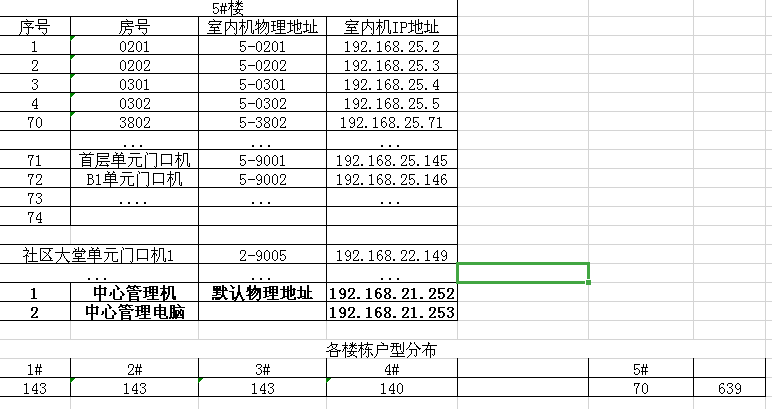 5#楼
序号 房号 室内机物理地址 室内机IP地址
1 0201 5-0201 192.168.25.2
2 0202 5-0202 192.168.25.3
3 0301 5-0301 192.168.25.4
4 0302 5-0302 192.168.25.5
70 3802 5-3802 192.168.25.71
... ... ...
71 首层单元门口机 5-9001 192.168.25.145
72 B1单元门口机 5-9002 192.168.25.146
73 .... ... ...
74
社区大堂单元门口机1 2-9005 192.168.22.149
... ... ...
1 中心管理机 默认物理地址 192.168.21.252
2 中心管理电脑 192.168.21.253
各楼栋户型分布
1# 2# 3# 4# 5#
143 143 143 140 70 639